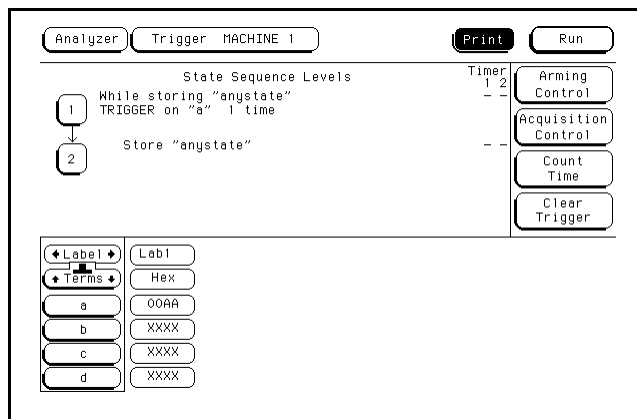 Analyzer Trigger MACHINE 1 Print Run
State Sequence Levels
Timer
1 2
1
While storing "anystate"
TRIGGER on "a" 1 time
- -
2
Store "anystate"
- -
Arming
Control
Acquisition
Control
Count
Time
Clear
Trigger
Label Lab1
Terms Hex
a 00AA
b XXXX
c XXXX
d XXXX